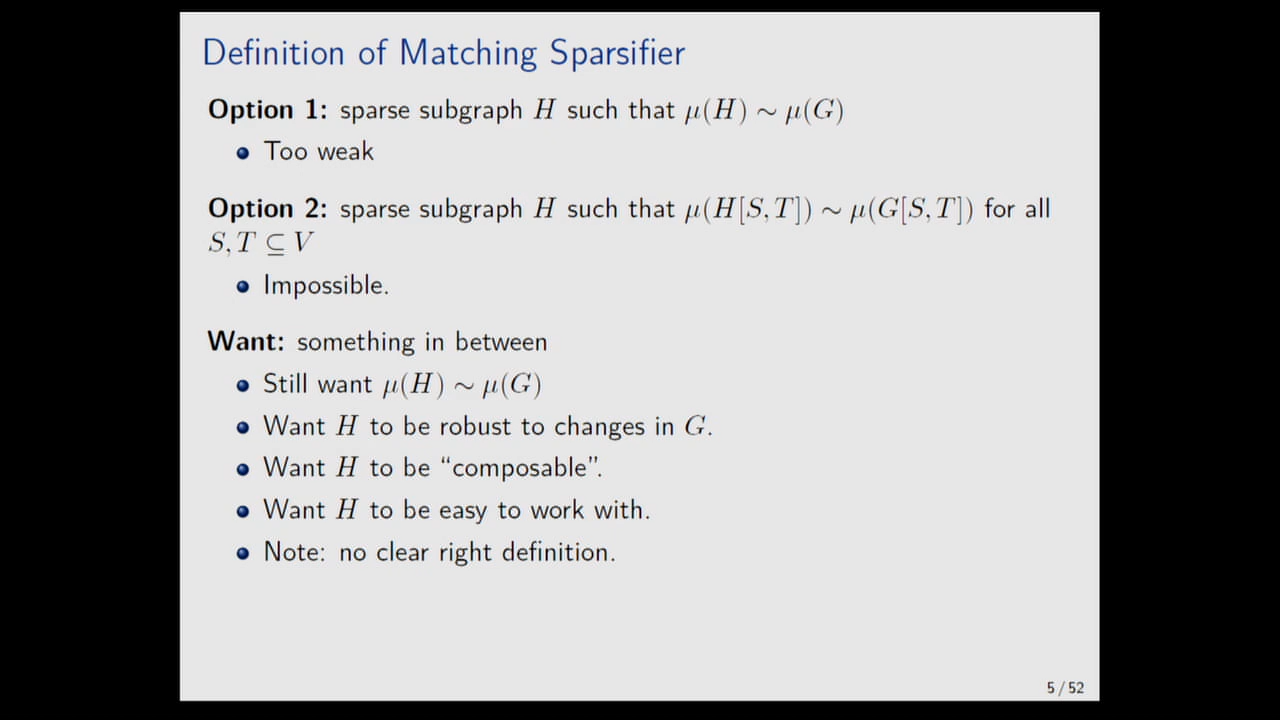 Definition of Matching Sparsifier
Option 1: sparse subgraph H such that μ(H) ∼ μ(G)
• Too weak
Option 2: sparse subgraph H such that μ(H[S, T]) ∼ μ(G[S, T]) for all
S, T ⊆ V
• Impossible.
Want: something in between
• Still want μ(H) ∼ μ(G)
• Want H to be robust to changes in G.
• Want H to be “composable”.
• Want H to be easy to work with.
• Note: no clear right definition.
5 / 52